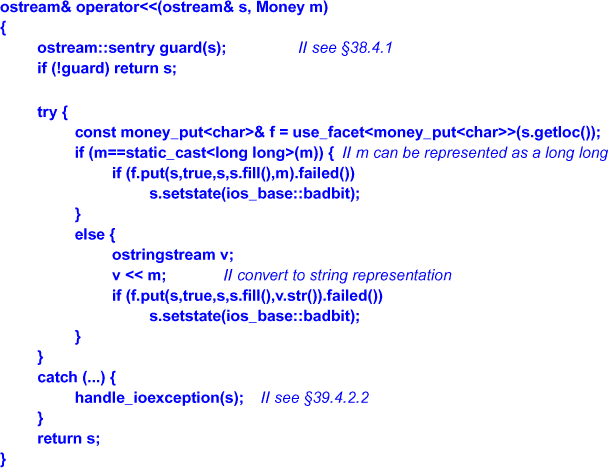 ostream& operator<<(ostream& s, Money m)
{
ostream::sentry guard(s); // see §38.4.1
if (!guard) return s;
try {
const money_put<char>& f = use_facet<money_put<char>>(s.getloc());
if (m==static_cast<long long>(m)) { // m can be represented as a long long
if (f.put(s,true,s,s.fill(),m).failed())
s.setstate(ios_base::badbit);
}
else {
ostringstream v;
v << m; // convert to string representation
if (f.put(s,true,s,s.fill(),v.str()).failed())
s.setstate(ios_base::badbit);
}
}
catch (...) {
handle_ioexception(s); // see §39.4.2.2
}
return s;
}